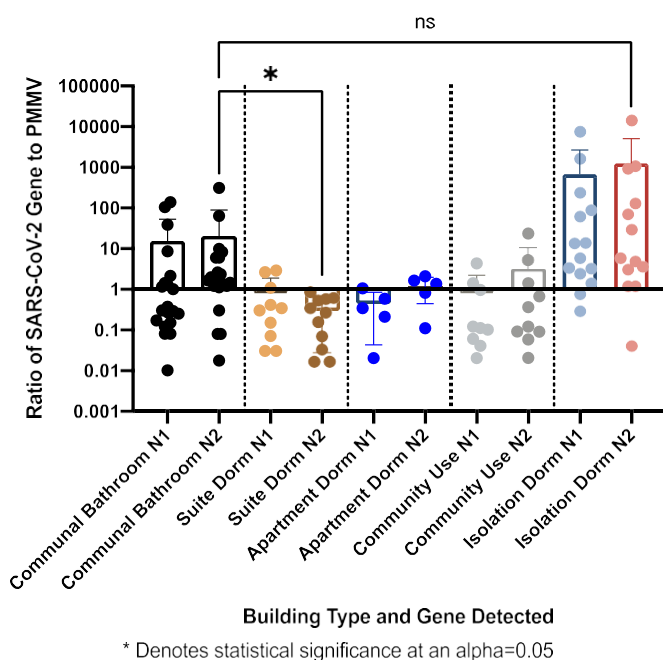 ns
*
Ratio of SARS-CoV-2 Gene to PMMV
100000
10000
1000
100
10
1
0.1
0.01
0.001
Communal Bathroom N1
Communal Bathroom N2
Suite Dorm N1
Suite Dorm N2
Apartment Dorm N1
Apartment Dorm N2
Community Use N1
Community Use N2
Isolation Dorm N1
Isolation Dorm N2
Building Type and Gene Detected
* Denotes statistical significance at an alpha=0.05